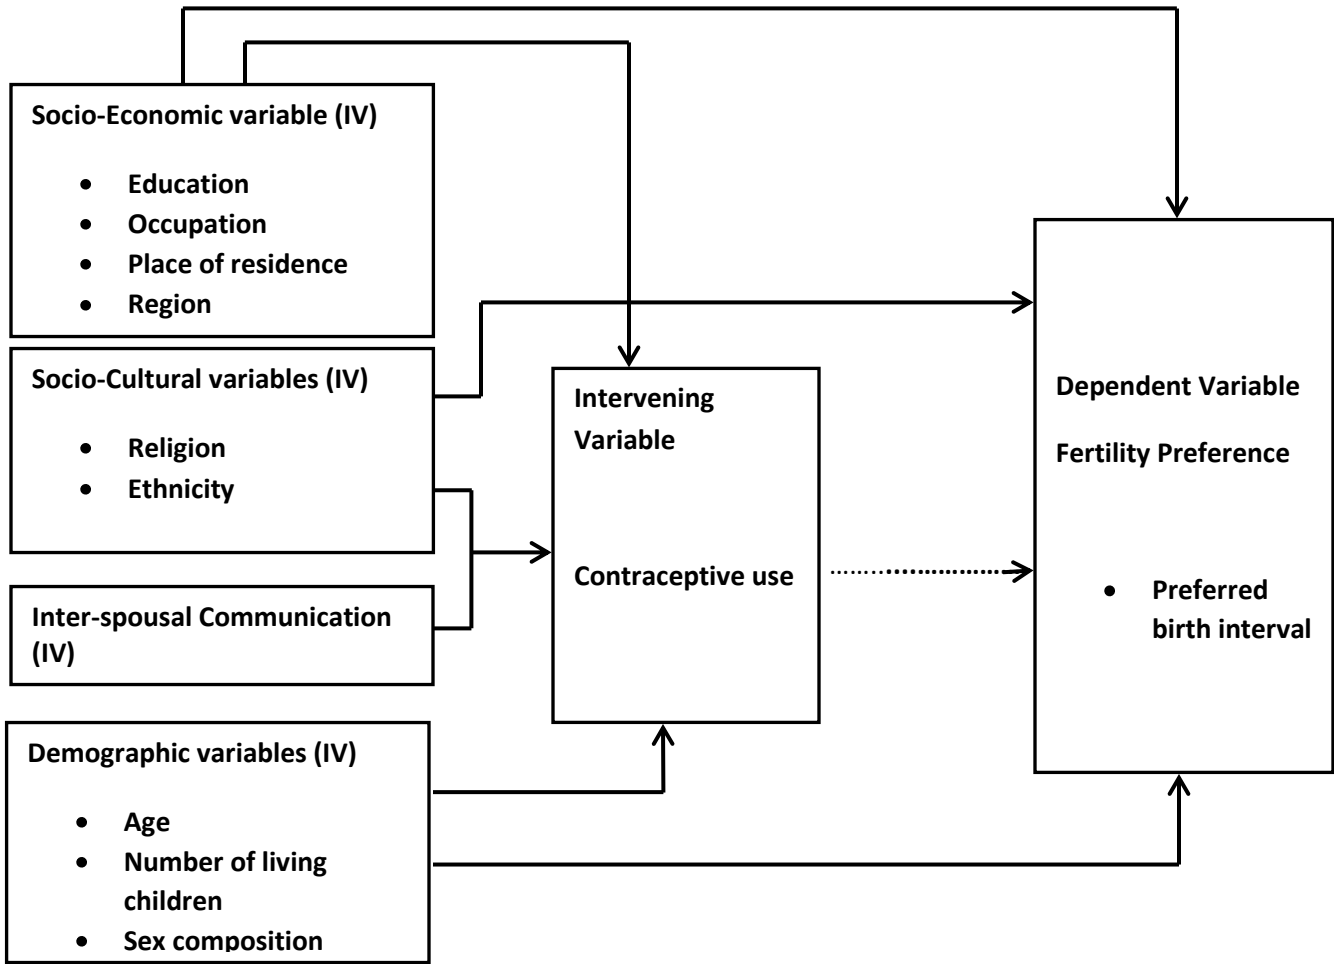 Socio-Economic variable (IV)
• Education
• Occupation
• Place of residence
• Region
Socio-Cultural variables (IV)
• Religion
• Ethnicity
Inter-spousal Communication
(IV)
Demographic variables (IV)
• Age
• Number of living
children
• Sex composition
Intervening
Variable
Contraceptive use
Dependent Variable
Fertility Preference
• Preferred
birth interval